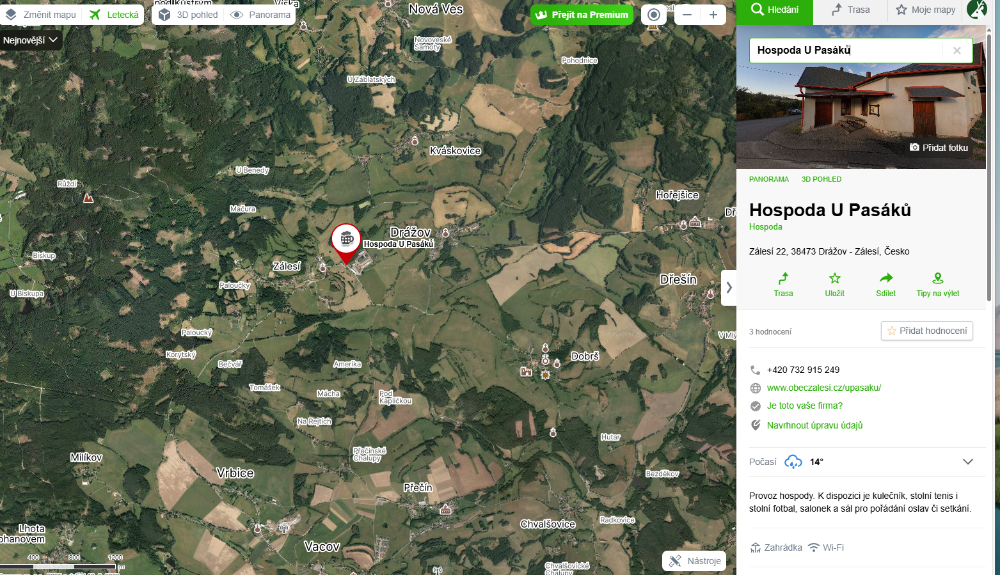 Změnit mapu
Letecká
3D pohled
Panorama
Přejít na Premium
Nejnovější
Hledání
Trasa
Moje mapy
Hospoda U Pasáků
Přidat fotku
PANORAMA
3D POHLED
Hospoda U Pasáků
Hospoda
Zálesí 22, 38473 Drážov - Zálesí, Česko
Trasa
Uložit
Sdílet
Tipy na výlet
3 hodnocení
Přidat hodnocení
+420 732 915 249
www.obeczalesi.cz/upasaku/
Je toto vaše firma?
Navrhnout úpravu údajů
Počasí
14°
Provoz hospody. K dispozici je kulečník, stolní tenis i
stolní fotbal, salonek a sál pro pořádání oslav či setkání.
Zahrádka
Wi-Fi
Nová Ves
Novoveské
Samoty
Pohodnice
U Záblatských
Kváskovice
U Benedy
Růždí
Mačura
Hořejšice
Drážov
Hospoda U Pasáků
Biskup
Zálesí
Paloučky
U Biskupa
Dřešín
Paloucký
Korytský
Bečvář
Amerika
Dobrš
Tomášek
Mácha
Pod
Kapličkou
Na Rejtích
Hutar
Přečínské
Chalupy
Milíkov
Vrbice
Bezděkov
Přečín
Radkovice
Chvalšovice
Lhota
Vacov
Chvalšovické
Chalupy
400
800
1200
m
Nástroje